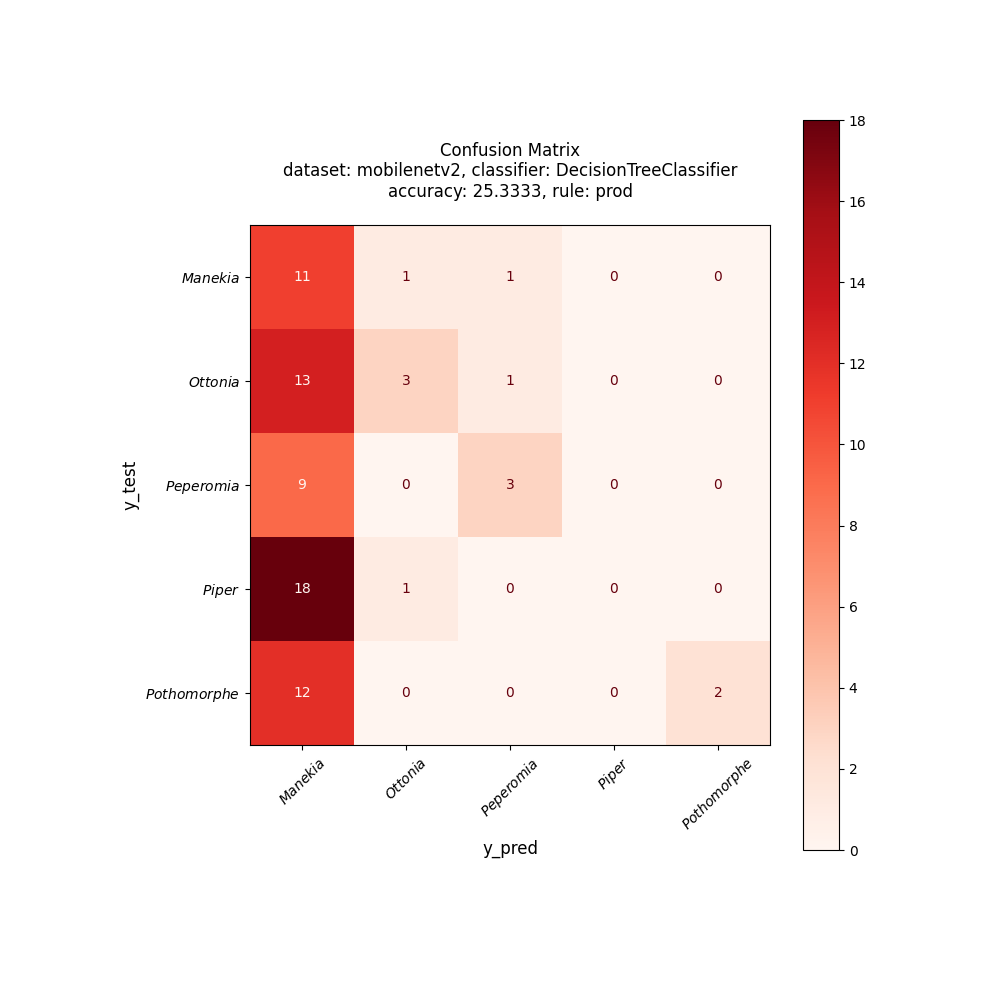 Confusion Matrix
dataset: mobilenetv2, classifier: DecisionTreeClassifier
accuracy: 25.3333, rule: prod
Manekia 11 1 1 0 0
Ottonia 13 3 1 0 0
Peperomia 9 0 3 0 0
Piper 18 1 0 0 0
Pothomorphe 12 0 0 0 2
y_test
Manekia Ottonia Peperomia Piper Pothomorphe
y_pred
18
16
14
12
10
8
6
4
2
0